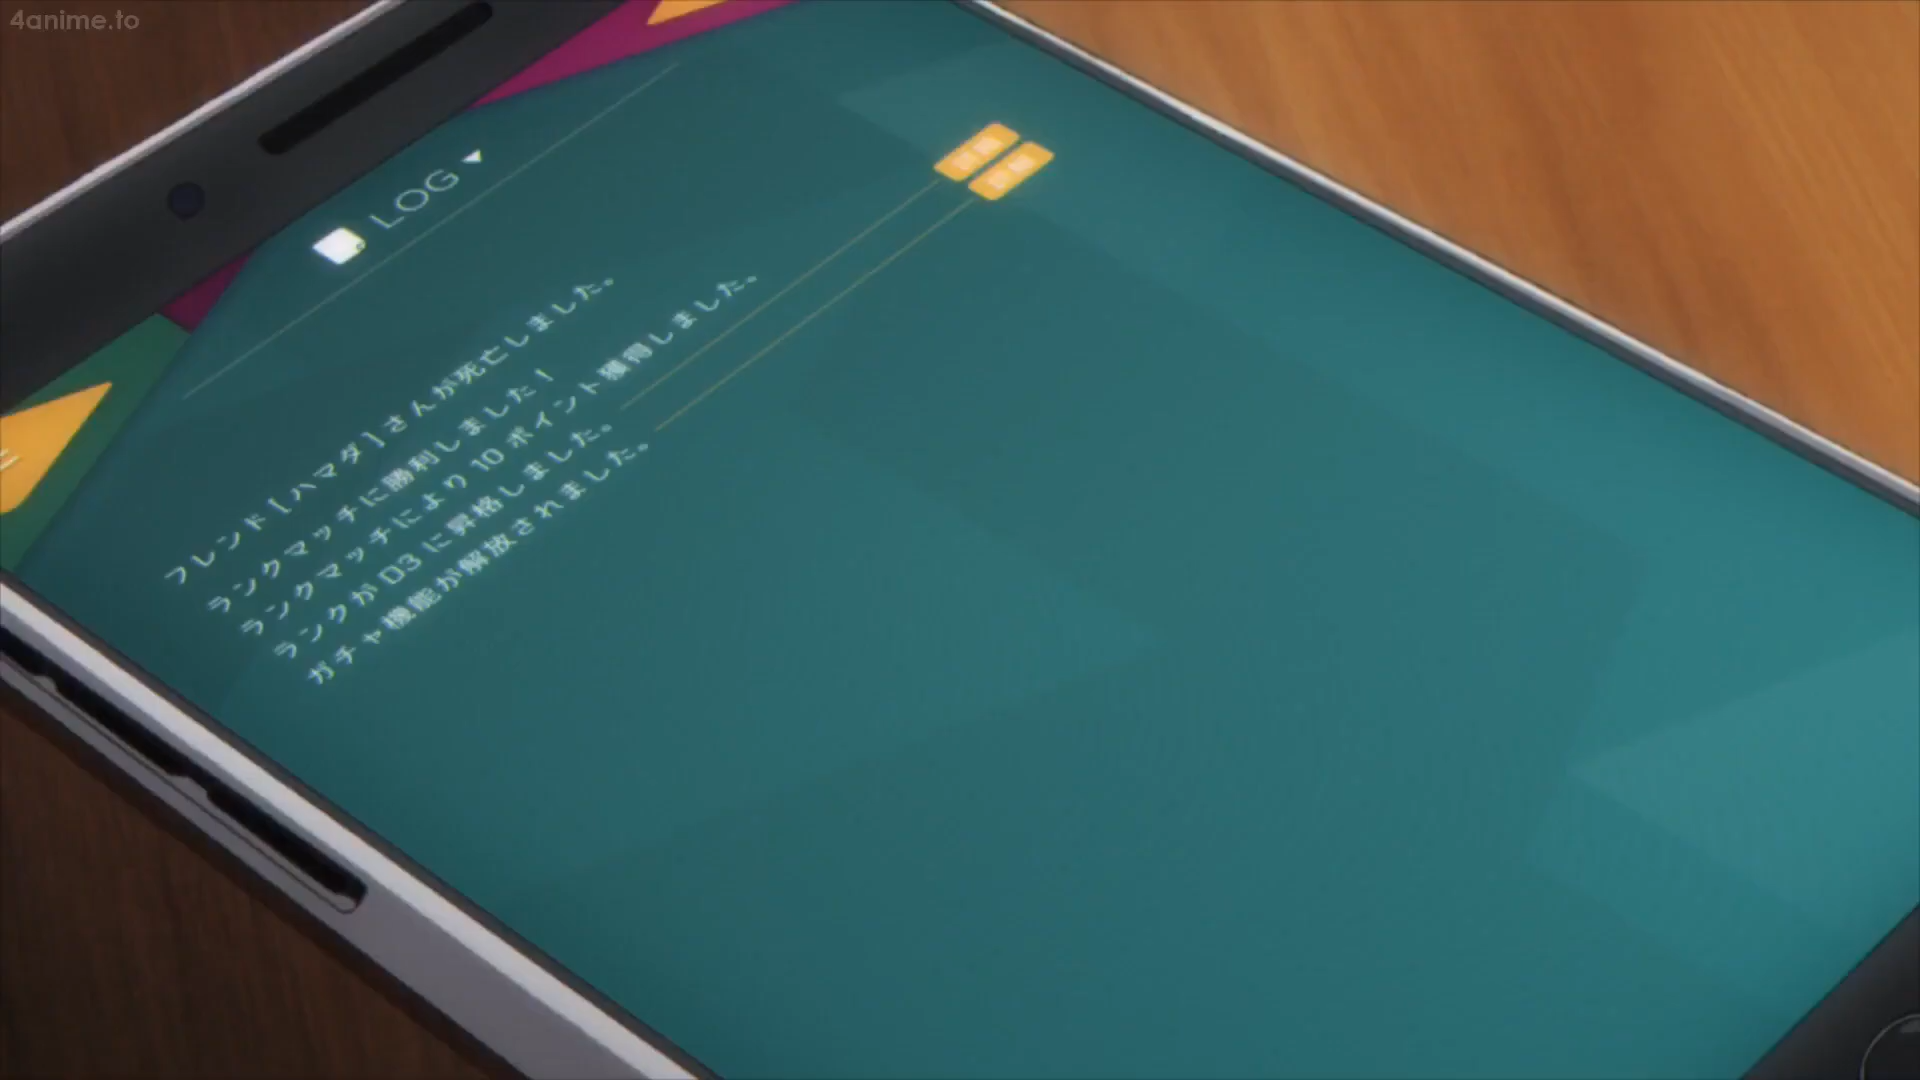 4anime.to
LOG
フレンド[ハマダ]さんが死亡しました。
ランクマッチに勝利しました！
ランクマッチにより10ポイント獲得しました。
ランクがD3に昇格しました。
ガチャ機能が解放されました。